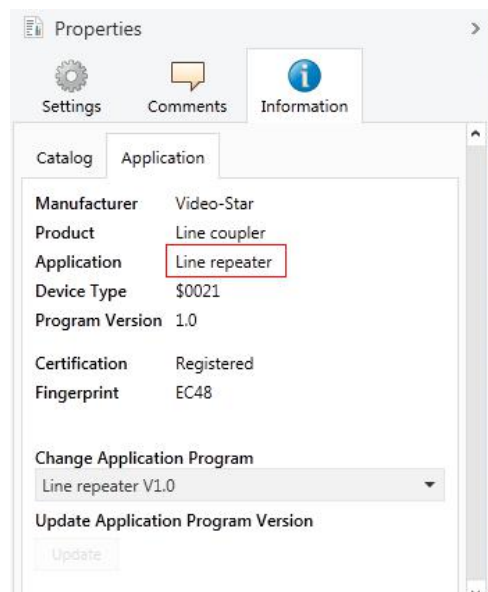 Properties
Settings Comments Information
Catalog Application
Manufacturer Video-Star
Product Line coupler
Application Line repeater
Device Type $0021
Program Version 1.0
Certification Registered
Fingerprint EC48
Change Application Program
Line repeater V1.0
Update Application Program Version
Update